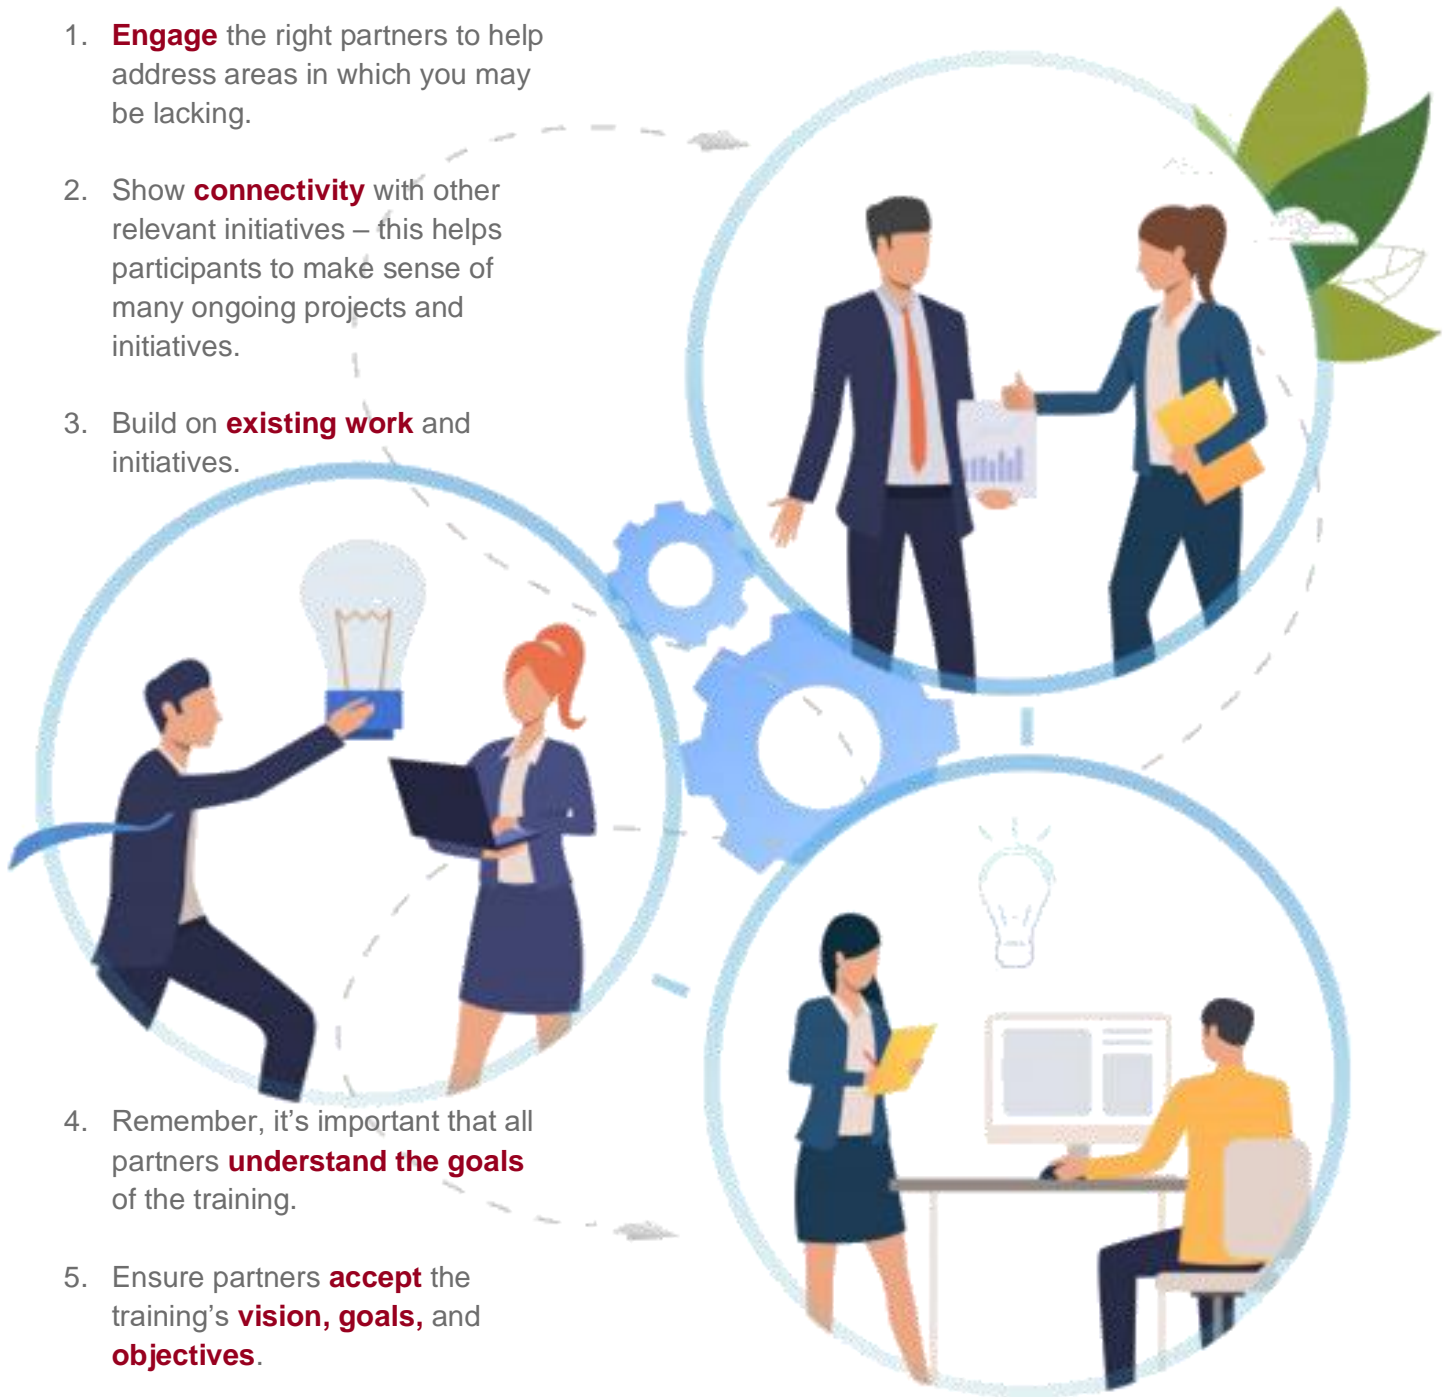 1. Engage the right partners to help
address areas in which you may
be lacking.
2. Show connectivity with other
relevant initiatives – this helps
participants to make sense of
many ongoing projects and
initiatives.
3. Build on existing work and
initiatives.
4. Remember, it’s important that all
partners understand the goals
of the training.
5. Ensure partners accept the
training’s vision, goals, and
objectives.